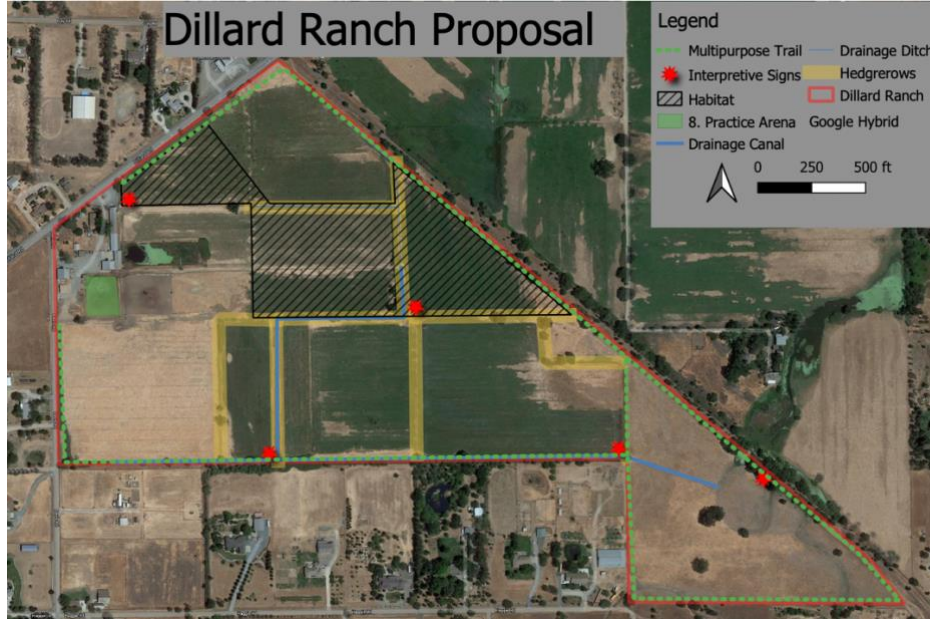 Dillard Ranch Proposal
Legend
Multipurpose Trail
Interpretive Signs
Habitat
8. Practice Arena
Drainage Canal
Drainage Ditch
Hedgrerows
Dillard Ranch
Google Hybrid
0 250 500 ft